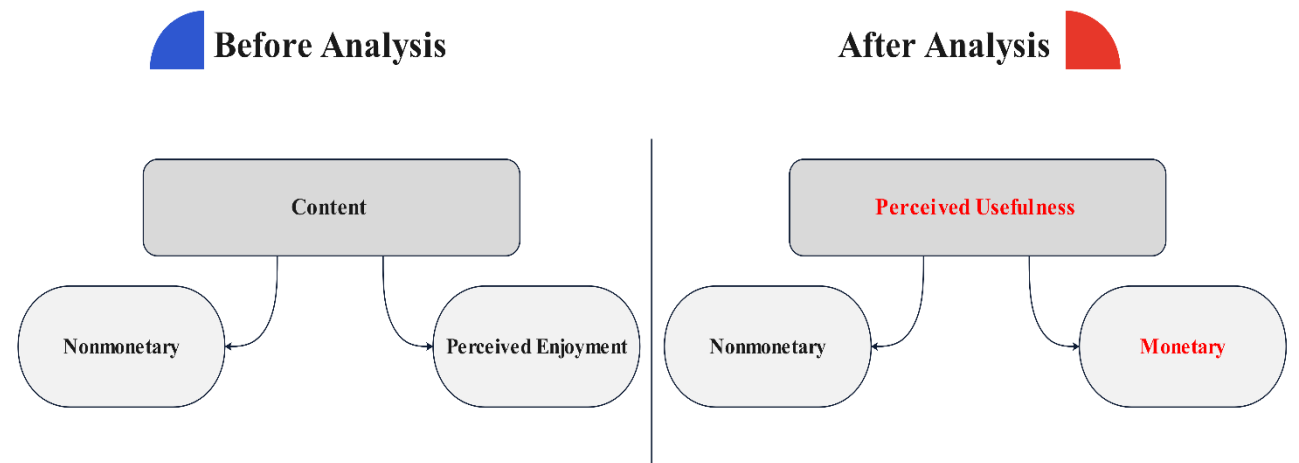 Before Analysis
After Analysis
Content
Nonmonetary
Perceived Enjoyment
Perceived Usefulness
Nonmonetary
Monetary